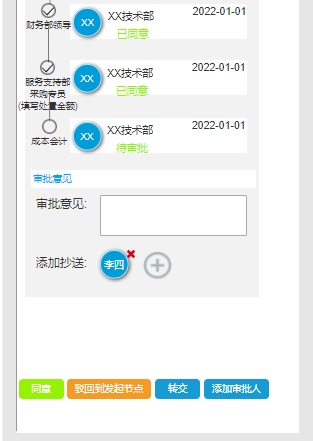 财务部领导
XX
XX技术部
2022-01-01
已同意
服务支持部
采购专员
(填写处置金额)
XX
XX技术部
2022-01-01
已同意
成本会计
XX
XX技术部
2022-01-01
待审批
审批意见
审批意见:
添加抄送:
李四
同意
驳回到发起节点
转交
添加审批人